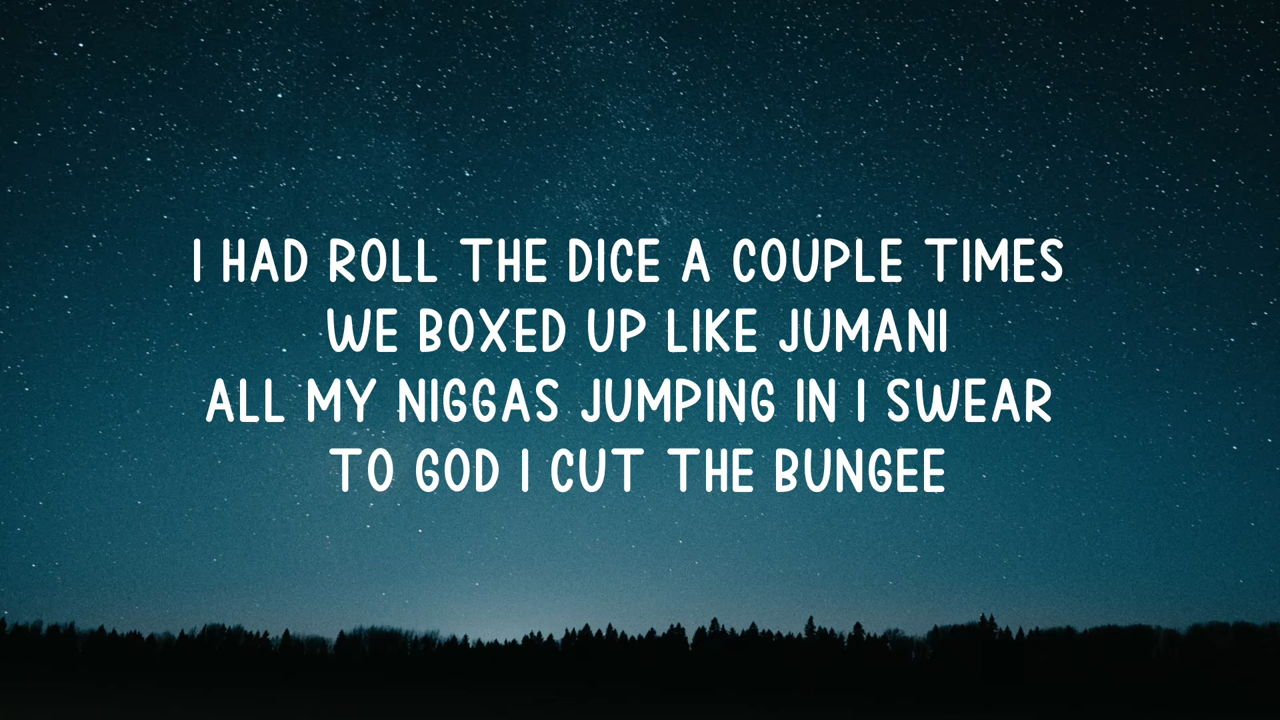 I HAD ROLL THE DICE A COUPLE TIMES
WE BOXED UP LIKE JUMANI
ALL MY NIGGAS JUMPING IN I SWEAR
TO GOD I CUT THE BUNGEE